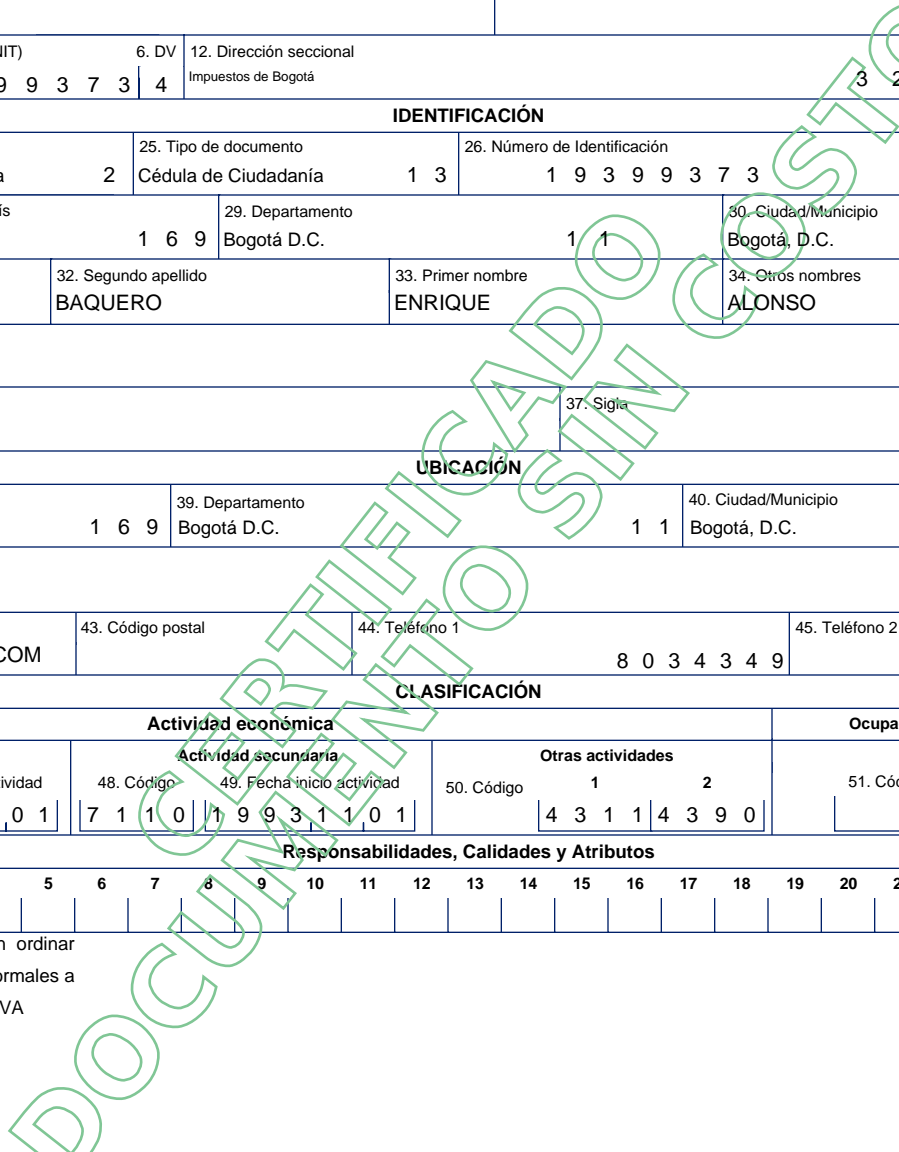 NIT) 6. DV 12. Dirección seccional
9 9 3 7 3 4 Impuestos de Bogotá 3 2
IDENTIFICACIÓN
25. Tipo de documento 26. Número de Identificación
a 2 Cédula de Ciudadanía 1 3 1 9 3 9 9 3 7 3
ís 29. Departamento 30. Ciudad/Municipio
1 6 9 Bogotá D.C. 1 1 Bogotá, D.C.
32. Segundo apellido 33. Primer nombre 34. Otros nombres
BAQUERO ENRIQUE ALONSO
37. Sigla
UBICACIÓN
39. Departamento 40. Ciudad/Municipio
1 6 9 Bogotá D.C. 1 1 Bogotá, D.C.
43. Código postal 44. Teléfono 1 45. Teléfono 2
COM 8 0 3 4 3 4 9
CLASIFICACIÓN
Actividad económica Ocupa
Actividad secundaria Otras actividades
ividad 48. Código 49. Fecha inicio actividad 50. Código 1 2 51. Cód
0 1 7 1 1 0 1 9 9 3 1 1 0 1 4 3 1 1 4 3 9 0
Responsabilidades, Calidades y Atributos
5 6 7 8 9 10 11 12 13 14 15 16 17 18 19 20 2
n ordinar
ormales a
VA
CERTIFICADO
DOCUMENTO SIN COSTO